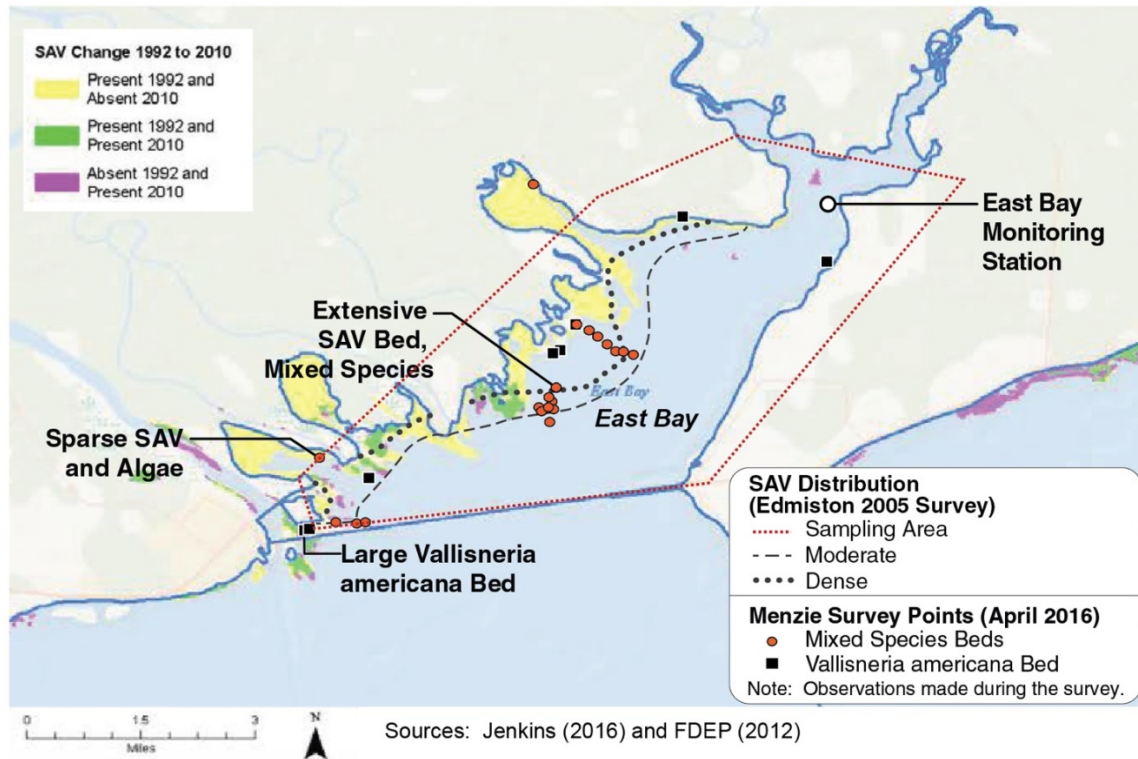 SAV Change 1992 to 2010
Present 1992 and
Absent 2010
Present 1992 and
Present 2010
Absent 1992 and
Present 2010
East Bay
Monitoring
Station
Extensive
SAV Bed,
Mixed Species
East Bay
East Bay
Sparse SAV
and Algae
Large Vallisneria
americana Bed
SAV Distribution
(Edmiston 2005 Survey)
Sampling Area
Moderate
Dense
Menzie Survey Points (April 2016)
Mixed Species Beds
Vallisneria americana Bed
Note: Observations made during the survey.
0 1.5 3
Miles
N
Sources: Jenkins (2016) and FDEP (2012)